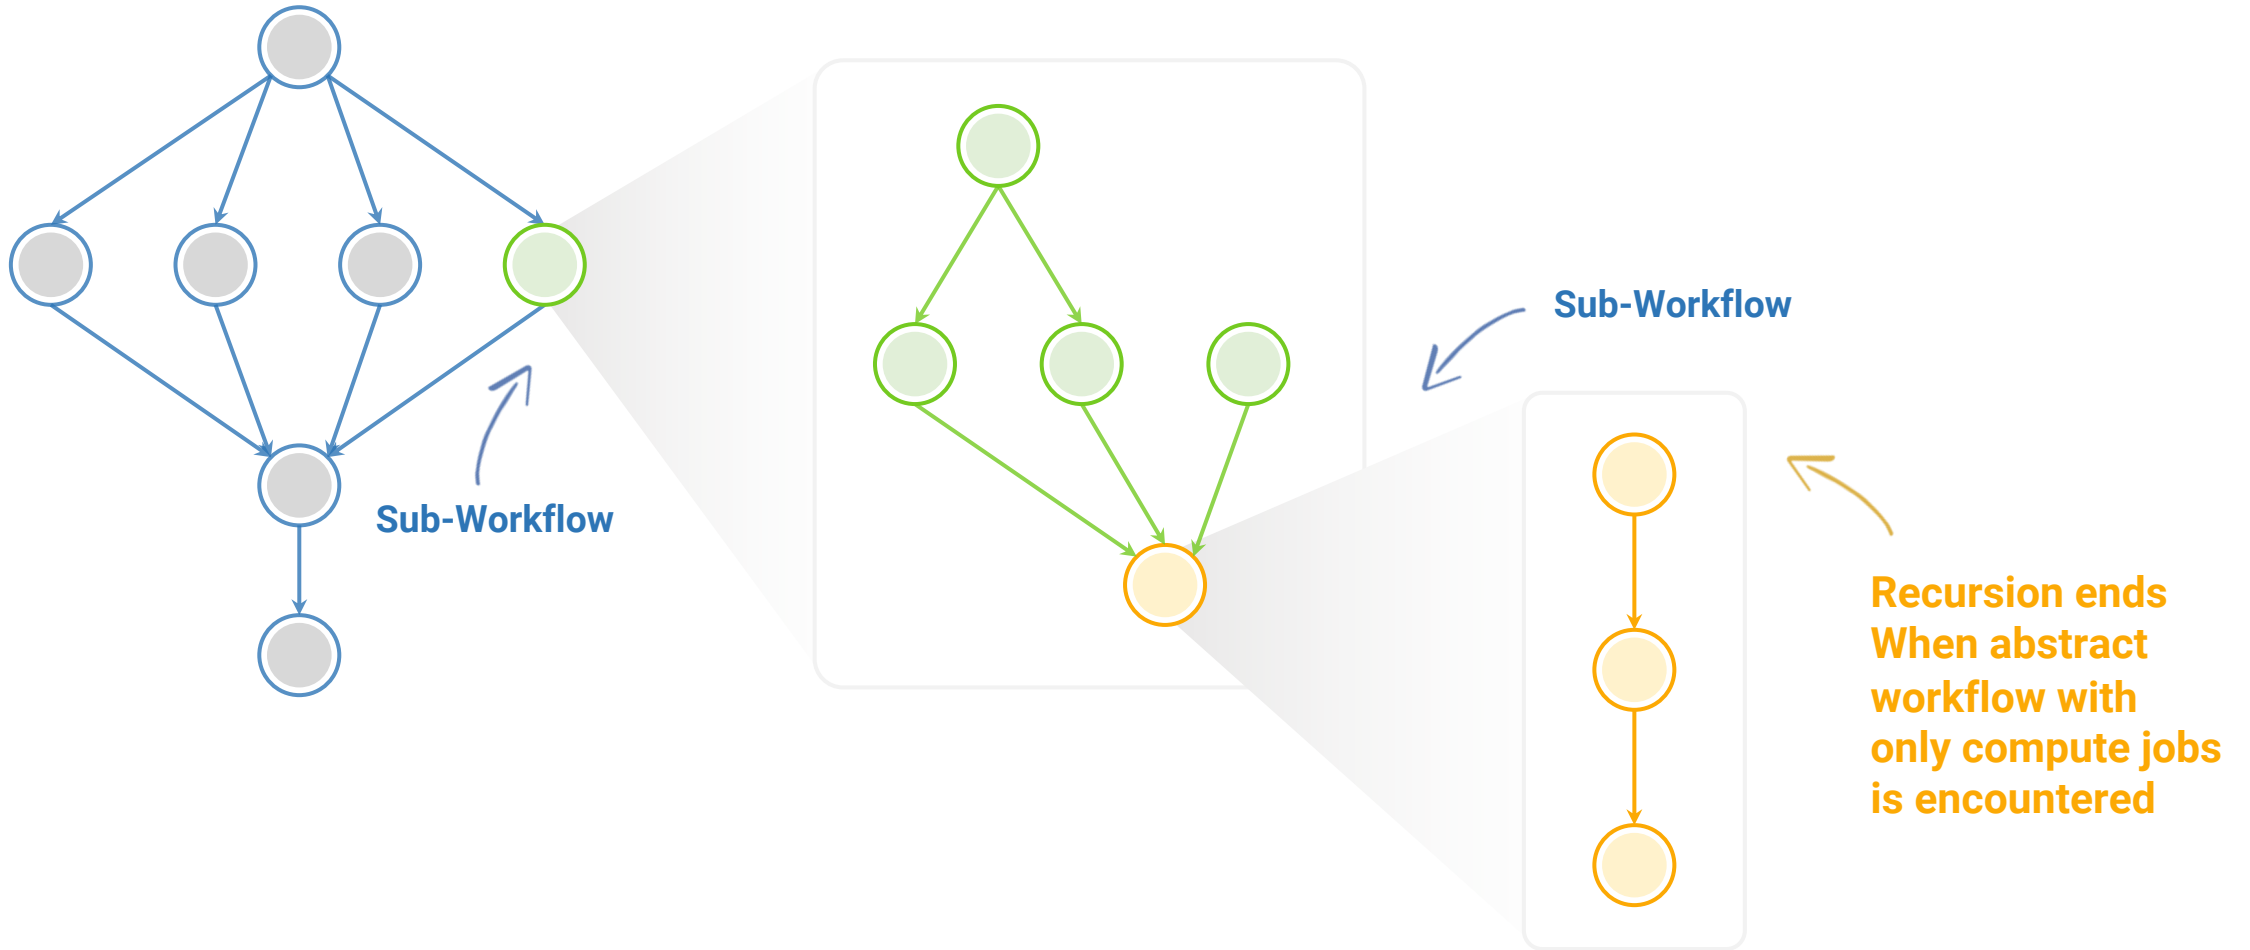 Sub-Workflow
Sub-Workflow
Recursion ends
When abstract
workflow with
only compute jobs
is encountered